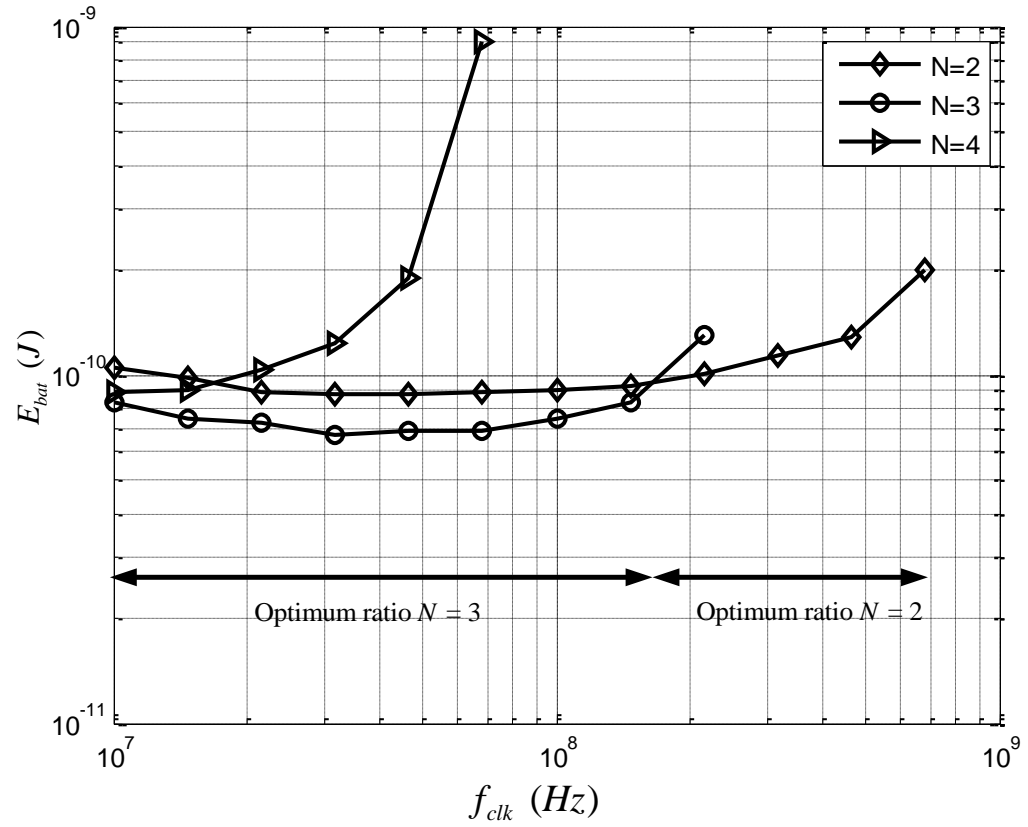 10^-9
N=2
N=3
N=4
E_bat (J)
10^-10
Optimum ratio N = 3
Optimum ratio N = 2
10^-11
10^7
10^8
10^9
f_clk (Hz)